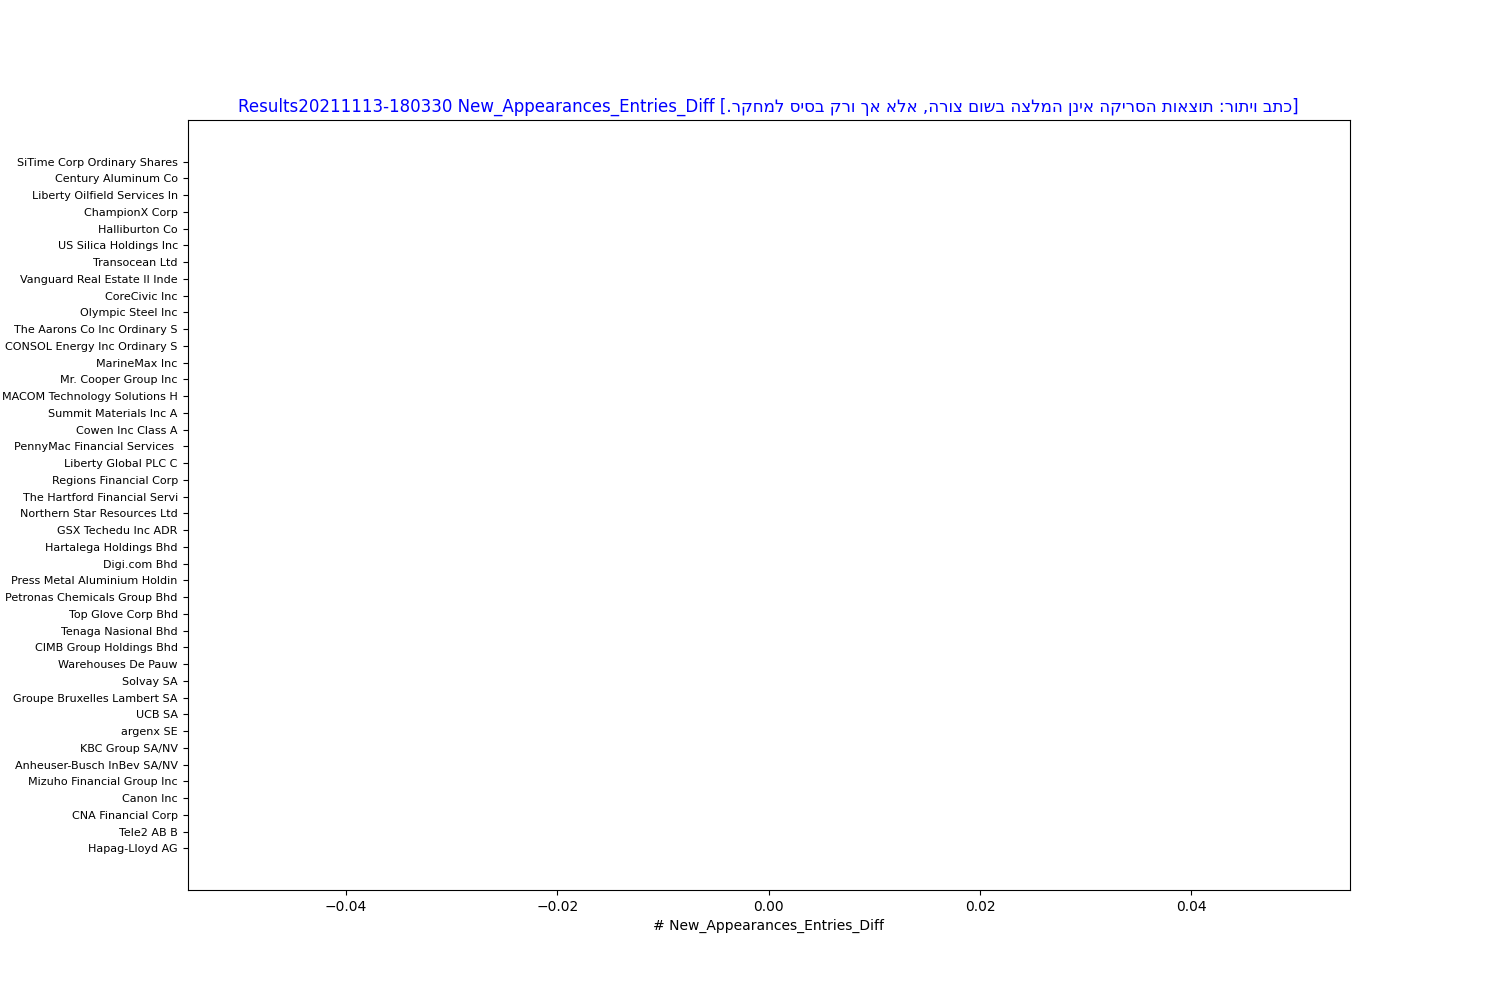 Results20211113-180330 New_Appearances_Entries_Diff [כתב ויתור: תוצאות הסריקה אינן המלצה בשום צורה, אלא אך ורק בסיס למחקר.]
SiTime Corp Ordinary Shares
Century Aluminum Co
Liberty Oilfield Services In
ChampionX Corp
Halliburton Co
US Silica Holdings Inc
Transocean Ltd
Vanguard Real Estate II Inde
CoreCivic Inc
Olympic Steel Inc
The Aarons Co Inc Ordinary S
CONSOL Energy Inc Ordinary S
MarineMax Inc
Mr. Cooper Group Inc
MACOM Technology Solutions H
Summit Materials Inc A
Cowen Inc Class A
PennyMac Financial Services
Liberty Global PLC C
Regions Financial Corp
The Hartford Financial Servi
Northern Star Resources Ltd
GSX Techedu Inc ADR
Hartalega Holdings Bhd
Digi.com Bhd
Press Metal Aluminium Holdin
Petronas Chemicals Group Bhd
Top Glove Corp Bhd
Tenaga Nasional Bhd
CIMB Group Holdings Bhd
Warehouses De Pauw
Solvay SA
Groupe Bruxelles Lambert SA
UCB SA
argenx SE
KBC Group SA/NV
Anheuser-Busch InBev SA/NV
Mizuho Financial Group Inc
Canon Inc
CNA Financial Corp
Tele2 AB B
Hapag-Lloyd AG
−0.04 −0.02 0.00 0.02 0.04
# New_Appearances_Entries_Diff